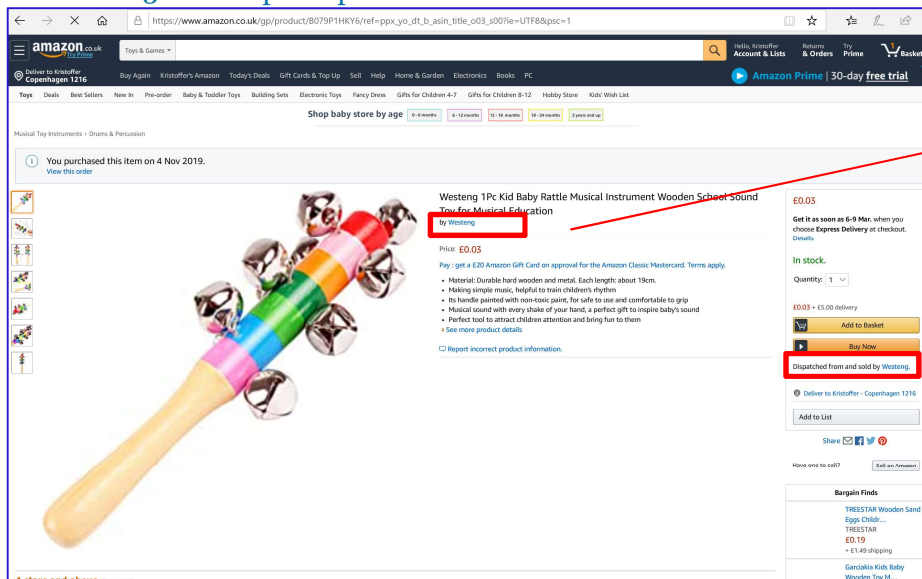 https://www.amazon.co.uk/gp/product/B079P1HKY6/ref=ppx_yo_dt_b_asin_title_o03_s00?ie=UTF8&psc=1
amazon.co.uk
Try Prime
Toys & Games
Hello, Kristoffer
Account & Lists
Returns
& Orders
Try
Prime
1
Basket
Deliver to Kristoffer
Copenhagen 1216
Buy Again Kristoffer's Amazon Today's Deals Gift Cards & Top Up Sell Help Home & Garden Electronics Books PC
Amazon Prime | 30-day free trial
Toys Deals Best Sellers New In Pre-order Baby & Toddler Toys Building Sets Electronic Toys Fancy Dress Gifts for Children 4-7 Gifts for Children 8-12 Hobby Store Kids' Wish List
Shop baby store by age 0-6 months 6-12 months 12-18 months 18-24 months 2 years and up
Musical Toy Instruments › Drums & Percussion
You purchased this item on 4 Nov 2019.
View this order
Westeng 1Pc Kid Baby Rattle Musical Instrument Wooden School Sound
Toy for Musical Education
by Westeng
Price: £0.03
Pay : get a £20 Amazon Gift Card on approval for the Amazon Classic Mastercard. Terms apply.
• Material: Durable hard wooden and metal. Each length: about 19cm.
• Making simple music, helpful to train children's rhythm
• Its handle painted with non-toxic paint, for safe to use and comfortable to grip
• Musical sound with every shake of your hand, a perfect gift to inspire baby's sound
• Perfect tool to attract children attention and bring fun to them
› See more product details
Report incorrect product information.
£0.03
Get it as soon as 6-9 Mar. when you
choose Express Delivery at checkout.
Details
In stock.
Quantity: 1
£0.03 + £5.00 delivery
Add to Basket
Buy Now
Dispatched from and sold by Westeng.
Deliver to Kristoffer - Copenhagen 1216
Add to List
Share
Have one to sell?
Sell on Amazon
Bargain Finds
TREESTAR Wooden Sand
Eggs Childr...
TREESTAR
£0.19
+ £1.49 shipping
Garciakia Kids Baby
Wooden Toy M...